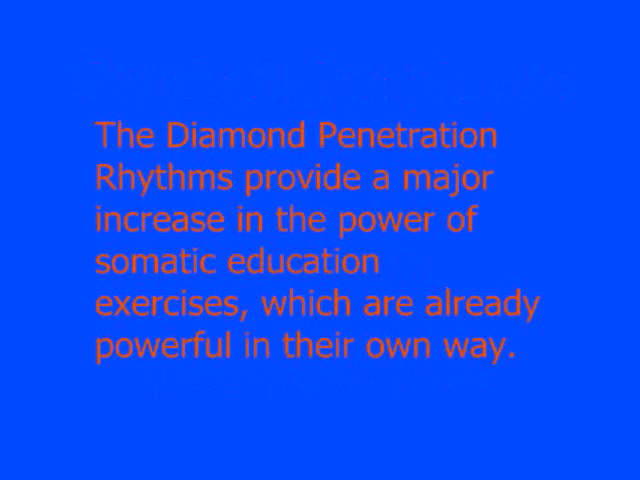 The Diamond Penetration
Rhythms provide a major
increase in the power of
somatic education
exercises, which are already
powerful in their own way.